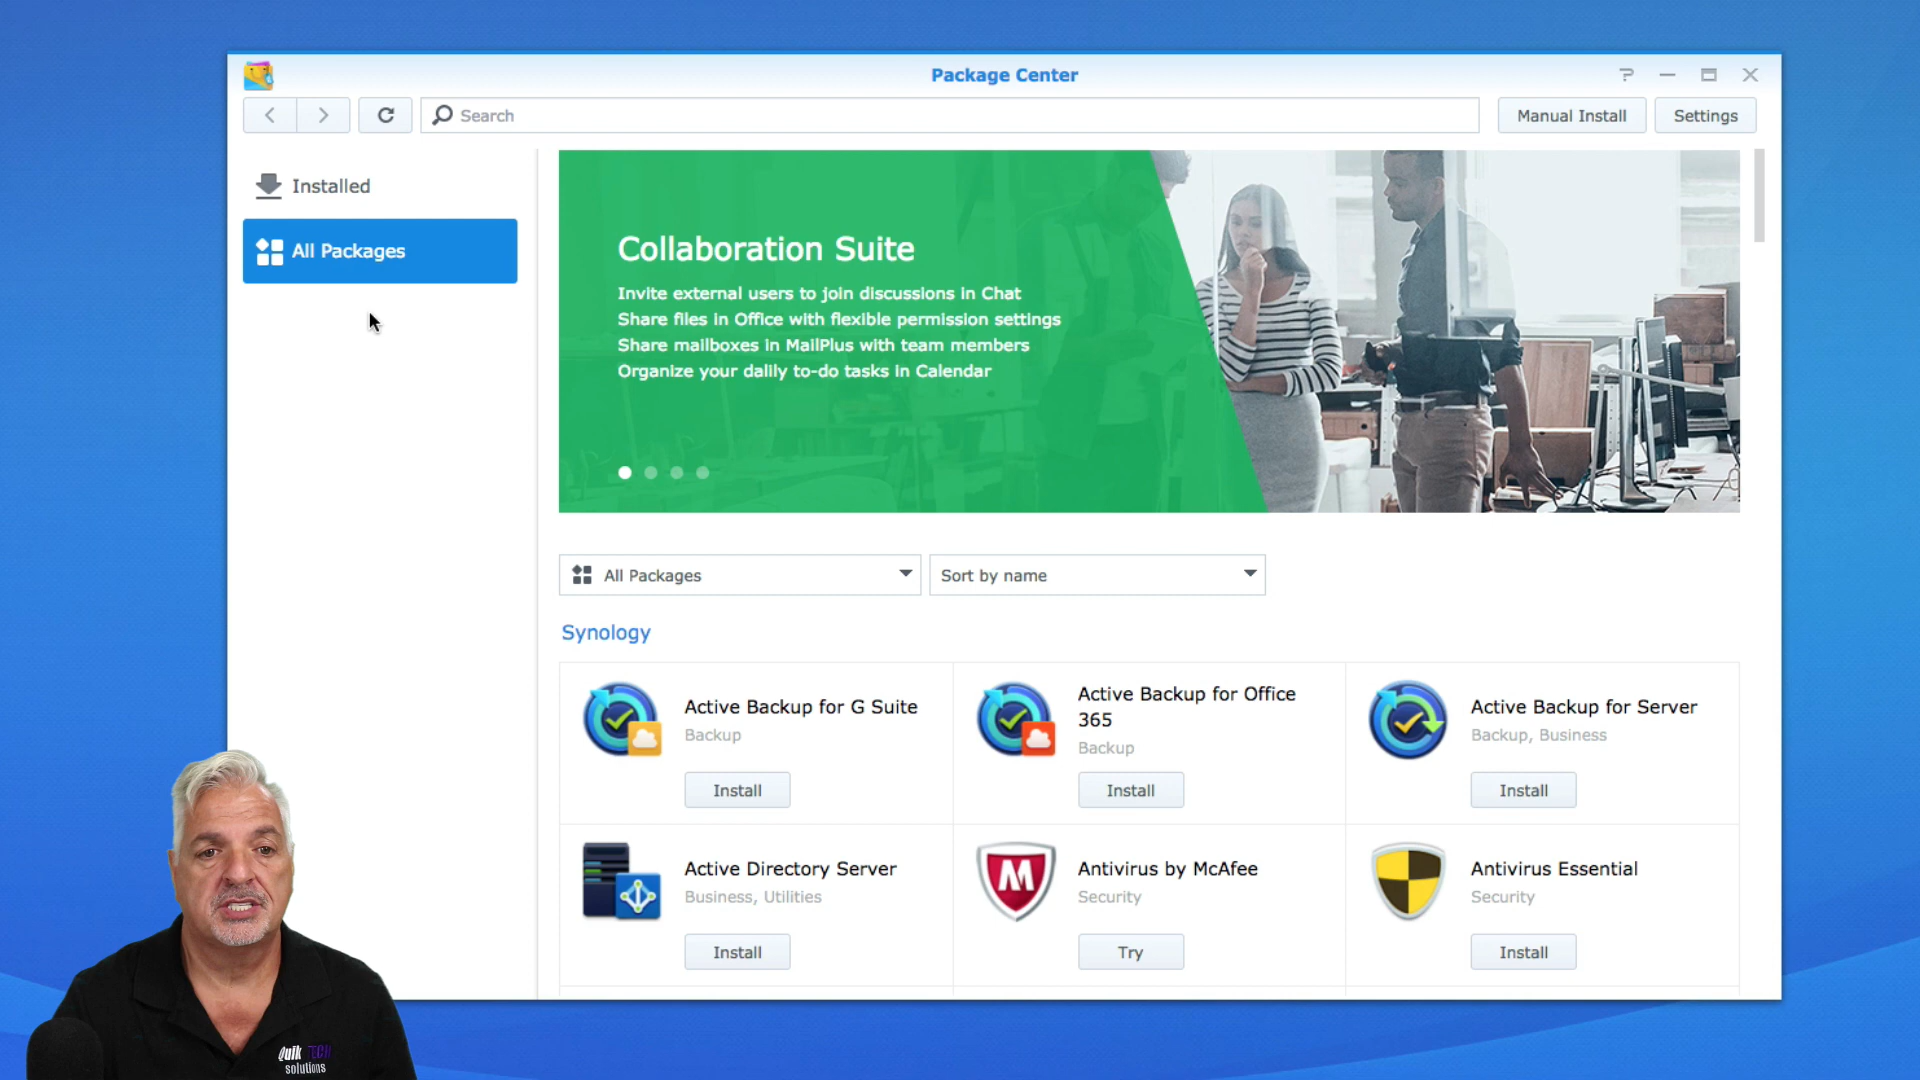 Package Center
Search
Manual Install
Settings
Installed
All Packages
Collaboration Suite
Invite external users to join discussions in Chat
Share files in Office with flexible permission settings
Share mailboxes in MailPlus with team members
Organize your dalily to-do tasks in Calendar
All Packages
Sort by name
Synology
Active Backup for G Suite
Backup
Install
Active Backup for Office
365
Backup
Install
Active Backup for Server
Backup, Business
Install
Active Directory Server
Business, Utilities
Install
Antivirus by McAfee
Security
Try
Antivirus Essential
Security
Install
Quik TECH
solutions